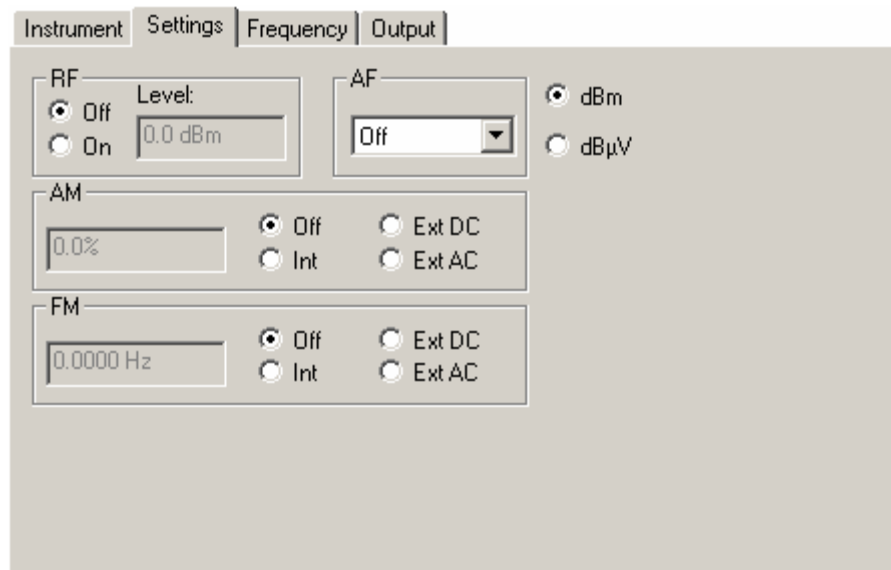 Instrument Settings Frequency Output
RF
Off
On
Level:
0.0 dBm
AF
Off
dBm
dBµV
AM
0.0%
Off
Int
Ext DC
Ext AC
FM
0.0000 Hz
Off
Int
Ext DC
Ext AC